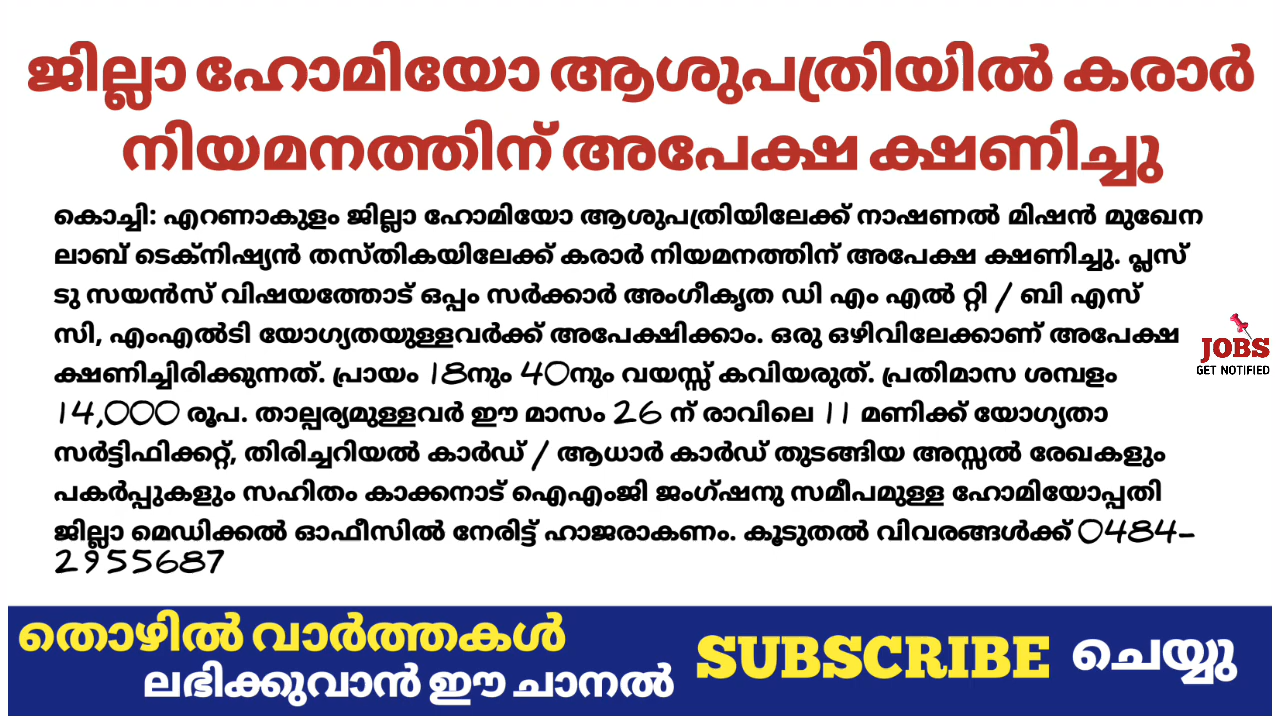 ജില്ലാ ഹോമിയോ ആശുപത്രിയിൽ കരാർ
നിയമനത്തിന് അപേക്ഷ ക്ഷണിച്ചു
കൊച്ചി: എറണാകുളം ജില്ലാ ഹോമിയോ ആശുപത്രിയിലേക്ക് നാഷണൽ മിഷൻ മുഖേന
ലാബ് ടെക്നിഷ്യൻ തസ്തികയിലേക്ക് കരാർ നിയമനത്തിന് അപേക്ഷ ക്ഷണിച്ചു. പ്ലസ്
ടു സയൻസ് വിഷയത്തോട് ഒപ്പം സർക്കാർ അംഗീകൃത ഡി എം എൽ റ്റി / ബി എസ്
സി, എംഎൽടി യോഗ്യതയുള്ളവർക്ക് അപേക്ഷിക്കാം. ഒരു ഒഴിവിലേക്കാണ് അപേക്ഷ
ക്ഷണിച്ചിരിക്കുന്നത്. പ്രായം 18നും 40നും വയസ്സ് കവിയരുത്. പ്രതിമാസ ശമ്പളം
14,000 രൂപ. താല്പര്യമുള്ളവർ ഈ മാസം 26 ന് രാവിലെ 11 മണിക്ക് യോഗ്യതാ
സർട്ടിഫിക്കറ്റ്, തിരിച്ചറിയൽ കാർഡ് / ആധാർ കാർഡ് തുടങ്ങിയ അസ്സൽ രേഖകളും
പകർപ്പുകളും സഹിതം കാക്കനാട് ഐഎംജി ജംഗ്ഷനു സമീപമുള്ള ഹോമിയോപ്പതി
ജില്ലാ മെഡിക്കൽ ഓഫീസിൽ നേരിട്ട് ഹാജരാകണം. കൂടുതൽ വിവരങ്ങൾക്ക് 0484-
2955687
JOBS
GET NOTIFIED
തൊഴിൽ വാർത്തകൾ
ലഭിക്കുവാൻ ഈ ചാനൽ
SUBSCRIBE ചെയ്യു